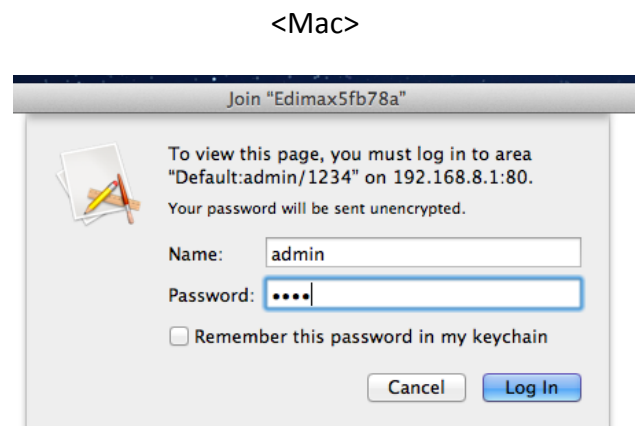 <Mac>
Join “Edimax5fb78a”
To view this page, you must log in to area
“Default:admin/1234” on 192.168.8.1:80.
Your password will be sent unencrypted.
Name: admin
Password: ••••
Remember this password in my keychain
Cancel Log In